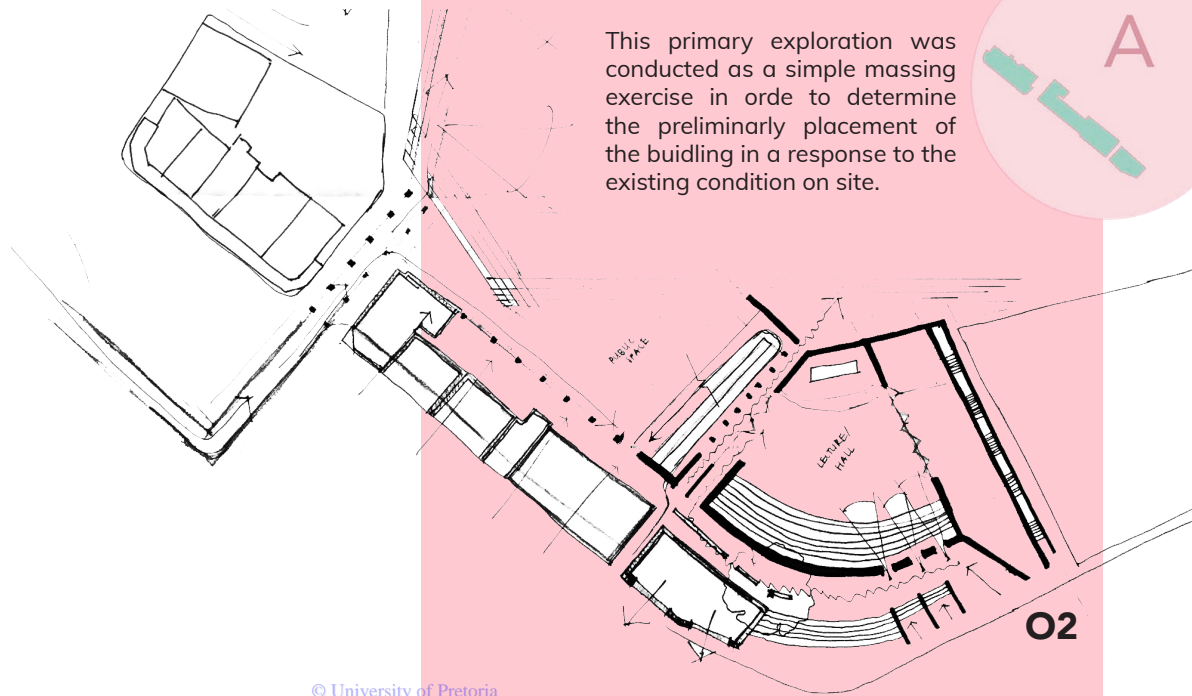 This primary exploration was
conducted as a simple massing
exercise in orde to determine
the preliminarly placement of
the buidling in a response to the
existing condition on site.
A
PUBLIC
SPACE
LECTURE/
HALL
O2
© University of Pretoria